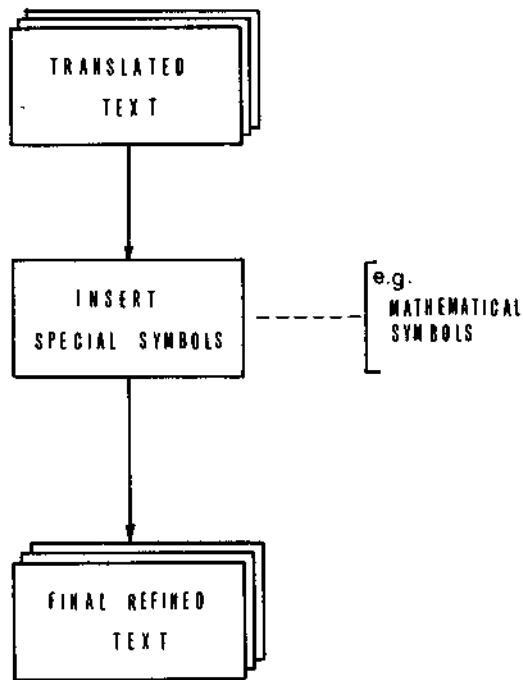 TRANSLATED
TEXT
INSERT
SPECIAL SYMBOLS
e.g.
MATHEMATICAL
SYMBOLS
FINAL REFINED
TEXT